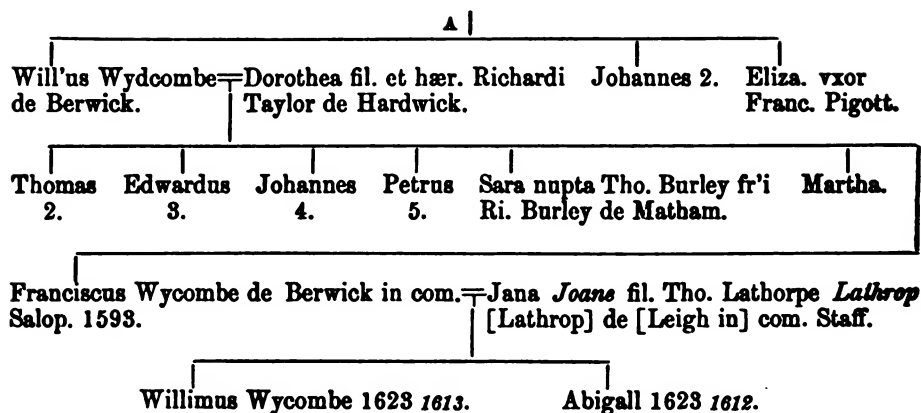 A
Will'us Wydcombe Dorothea fil. et hær. Richardi Johannes 2. Eliza. vxor
de Berwick. Taylor de Hardwick. Franc. Pigott.
Thomas Edwardus Johannes Petrus Sara nupta Tho. Burley fr'i Martha.
2. 3. 4. 5. Ri. Burley de Matham.
Franciscus Wycombe de Berwick in com. Jana Joane fil. Tho. Lathorpe Lathrop
Salop. 1593. [Lathrop] de [Leigh in] com. Staff.
Willimus Wycombe 1623 1613. Abigall 1623 1612.